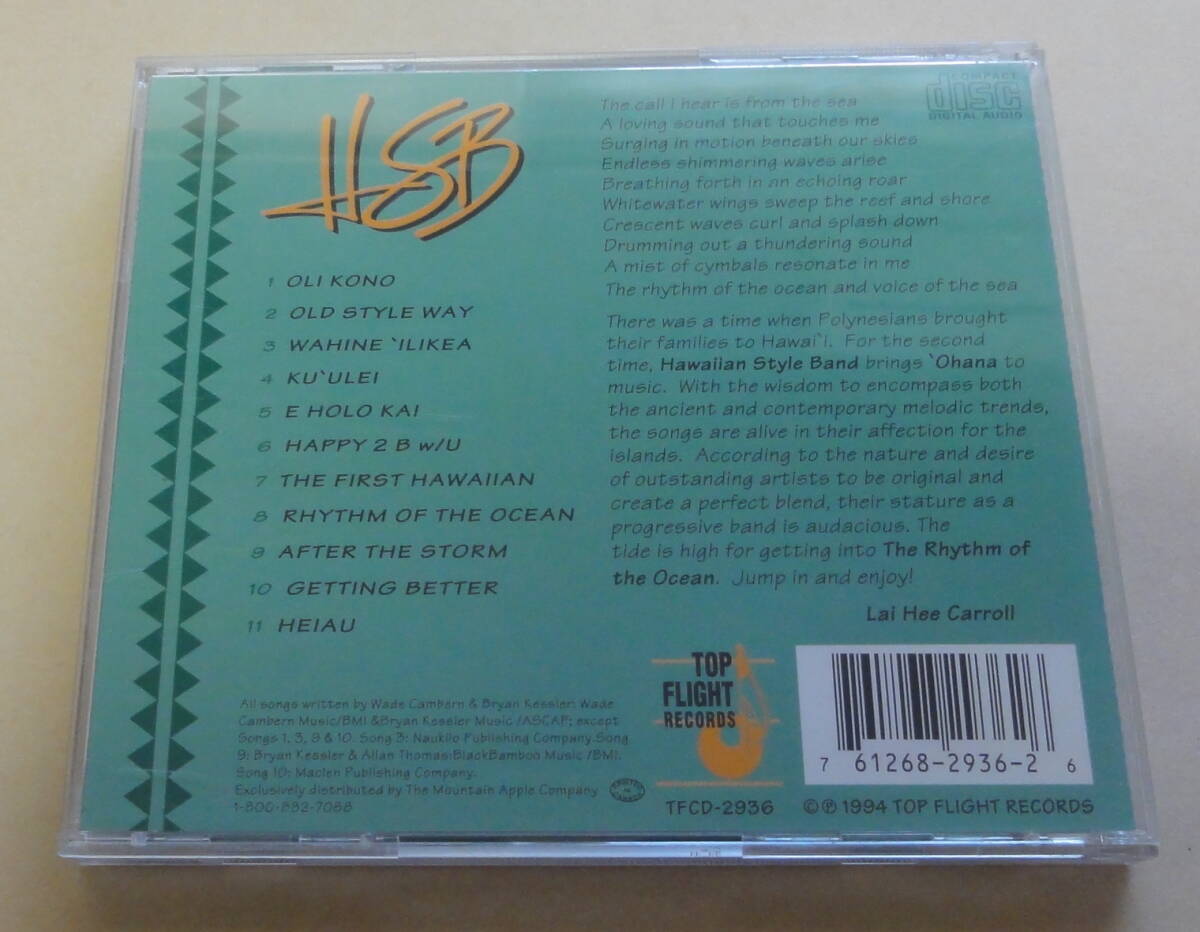 HSB
1 OLI KONO
2 OLD STYLE WAY
3 WAHINE `ILIKEA
4 KU`ULEI
5 E HOLO KAI
6 HAPPY 2 B w/U
7 THE FIRST HAWAIIAN
8 RHYTHM OF THE OCEAN
9 AFTER THE STORM
10 GETTING BETTER
11 HEIAU
All songs written by Wade Cambern & Bryan Kessler: Wade
Cambern Music/BMI &Bryan Kessler Music /ASCAP; except
Songs 1, 3, 9 & 10. Song 3: Naukilo Publishing Company.Song
9: Bryan Kessler & Allan Thomas:BlackBamboo Music /BMI.
Song 10: Maclen Publishing Company.
Exclusively distributed by The Mountain Apple Company
1-800-882-7088
COMPACT
disc
DIGITAL AUDIO
The call I hear is from the sea
A loving sound that touches me
Surging in motion beneath our skies
Endless shimmering waves arise
Breathing forth in an echoing roar
Whitewater wings sweep the reef and shore
Crescent waves curl and splash down
Drumming out a thundering sound
A mist of cymbals resonate in me
The rhythm of the ocean and voice of the sea
There was a time when Polynesians brought
their families to Hawai`i. For the second
time, Hawaiian Style Band brings `Ohana to
music. With the wisdom to encompass both
the ancient and contemporary melodic trends,
the songs are alive in their affection for the
islands. According to the nature and desire
of outstanding artists to be original and
create a perfect blend, their stature as a
progressive band is audacious. The
tide is high for getting into The Rhythm of
the Ocean. Jump in and enjoy!
Lai Hee Carroll
TOP
FLIGHT
RECORDS
TFCD-2936
7 61268-2936-2 6
©℗ 1994 TOP FLIGHT RECORDS